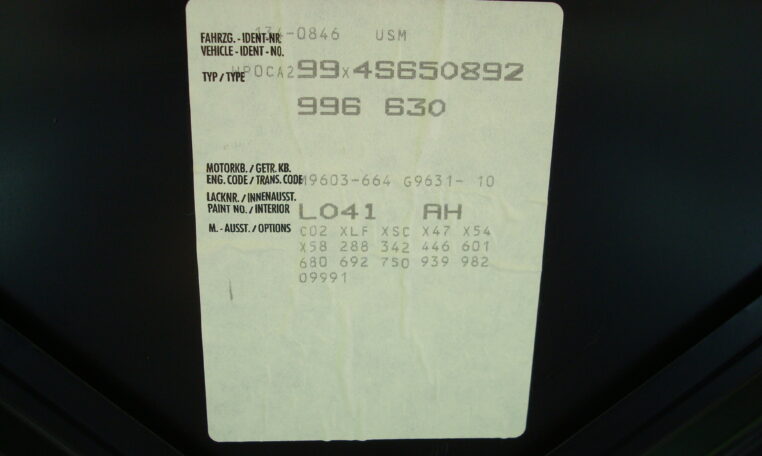 134-0846 USM
FAHRZG. - IDENT-NR.
VEHICLE - IDENT - NO.
TYP / TYPE WP0CA299X4S650892
996 630
MOTORKB. / GETR. KB.
ENG. CODE / TRANS. CODE M9603-664 G9631- 10
LACKNR. / INNENAUSST.
PAINT NO. / INTERIOR L041 AH
M. - AUSST. / OPTIONS C02 XLF XSC X47 X54
X58 288 342 446 601
680 692 750 939 982
09991